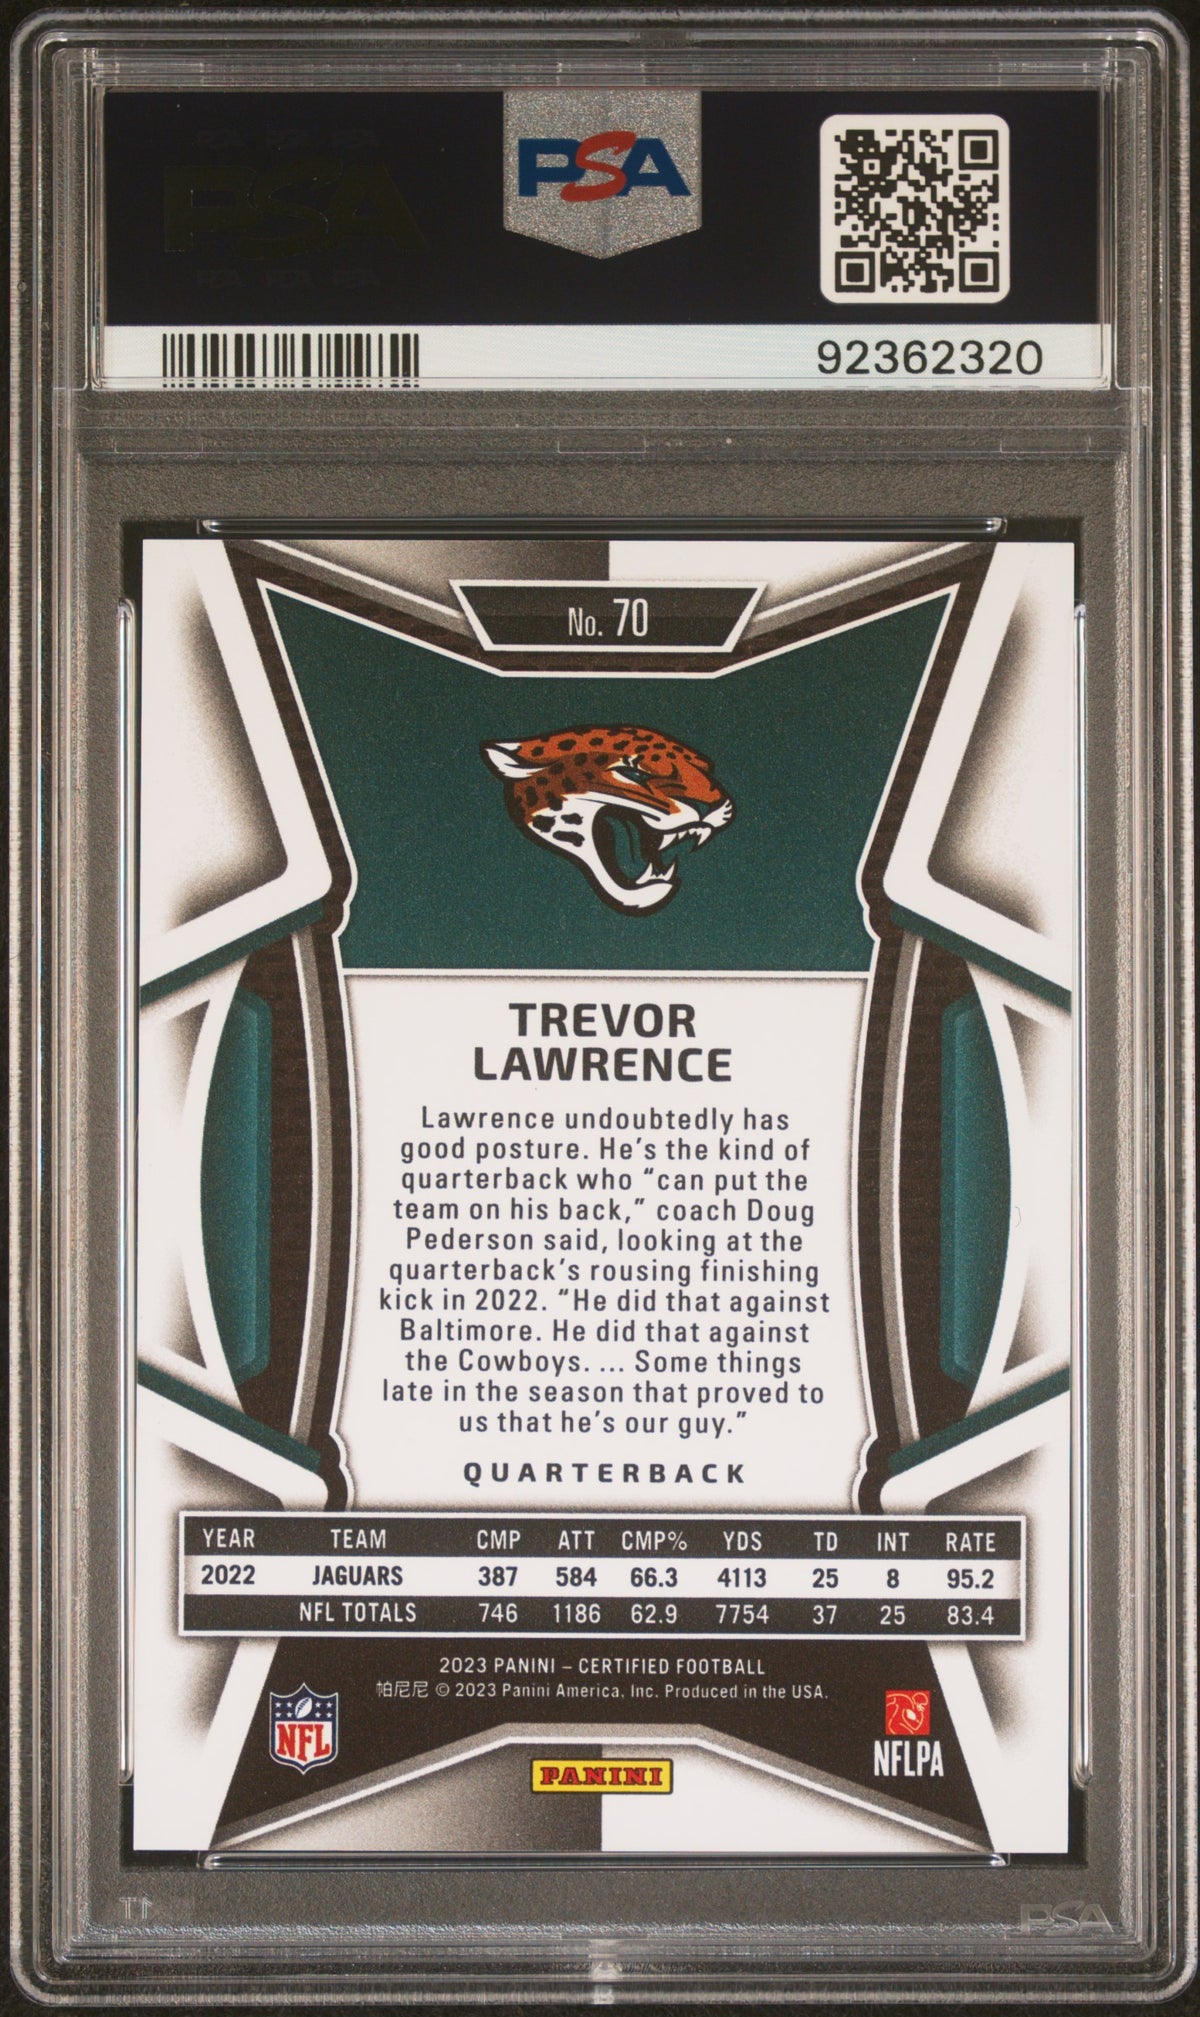 PSA
PSA
92362320
No. 70
TREVOR
LAWRENCE
Lawrence undoubtedly has
good posture. He's the kind of
quarterback who “can put the
team on his back,” coach Doug
Pederson said, looking at the
quarterback's rousing finishing
kick in 2022. “He did that against
Baltimore. He did that against
the Cowboys. ... Some things
late in the season that proved to
us that he's our guy.”
QUARTERBACK
YEAR TEAM CMP ATT CMP% YDS TD INT RATE
2022 JAGUARS 387 584 66.3 4113 25 8 95.2
NFL TOTALS 746 1186 62.9 7754 37 25 83.4
2023 PANINI – CERTIFIED FOOTBALL
帕尼尼 © 2023 Panini America, Inc. Produced in the USA.
NFL
NFLPA
PANINI
PSA